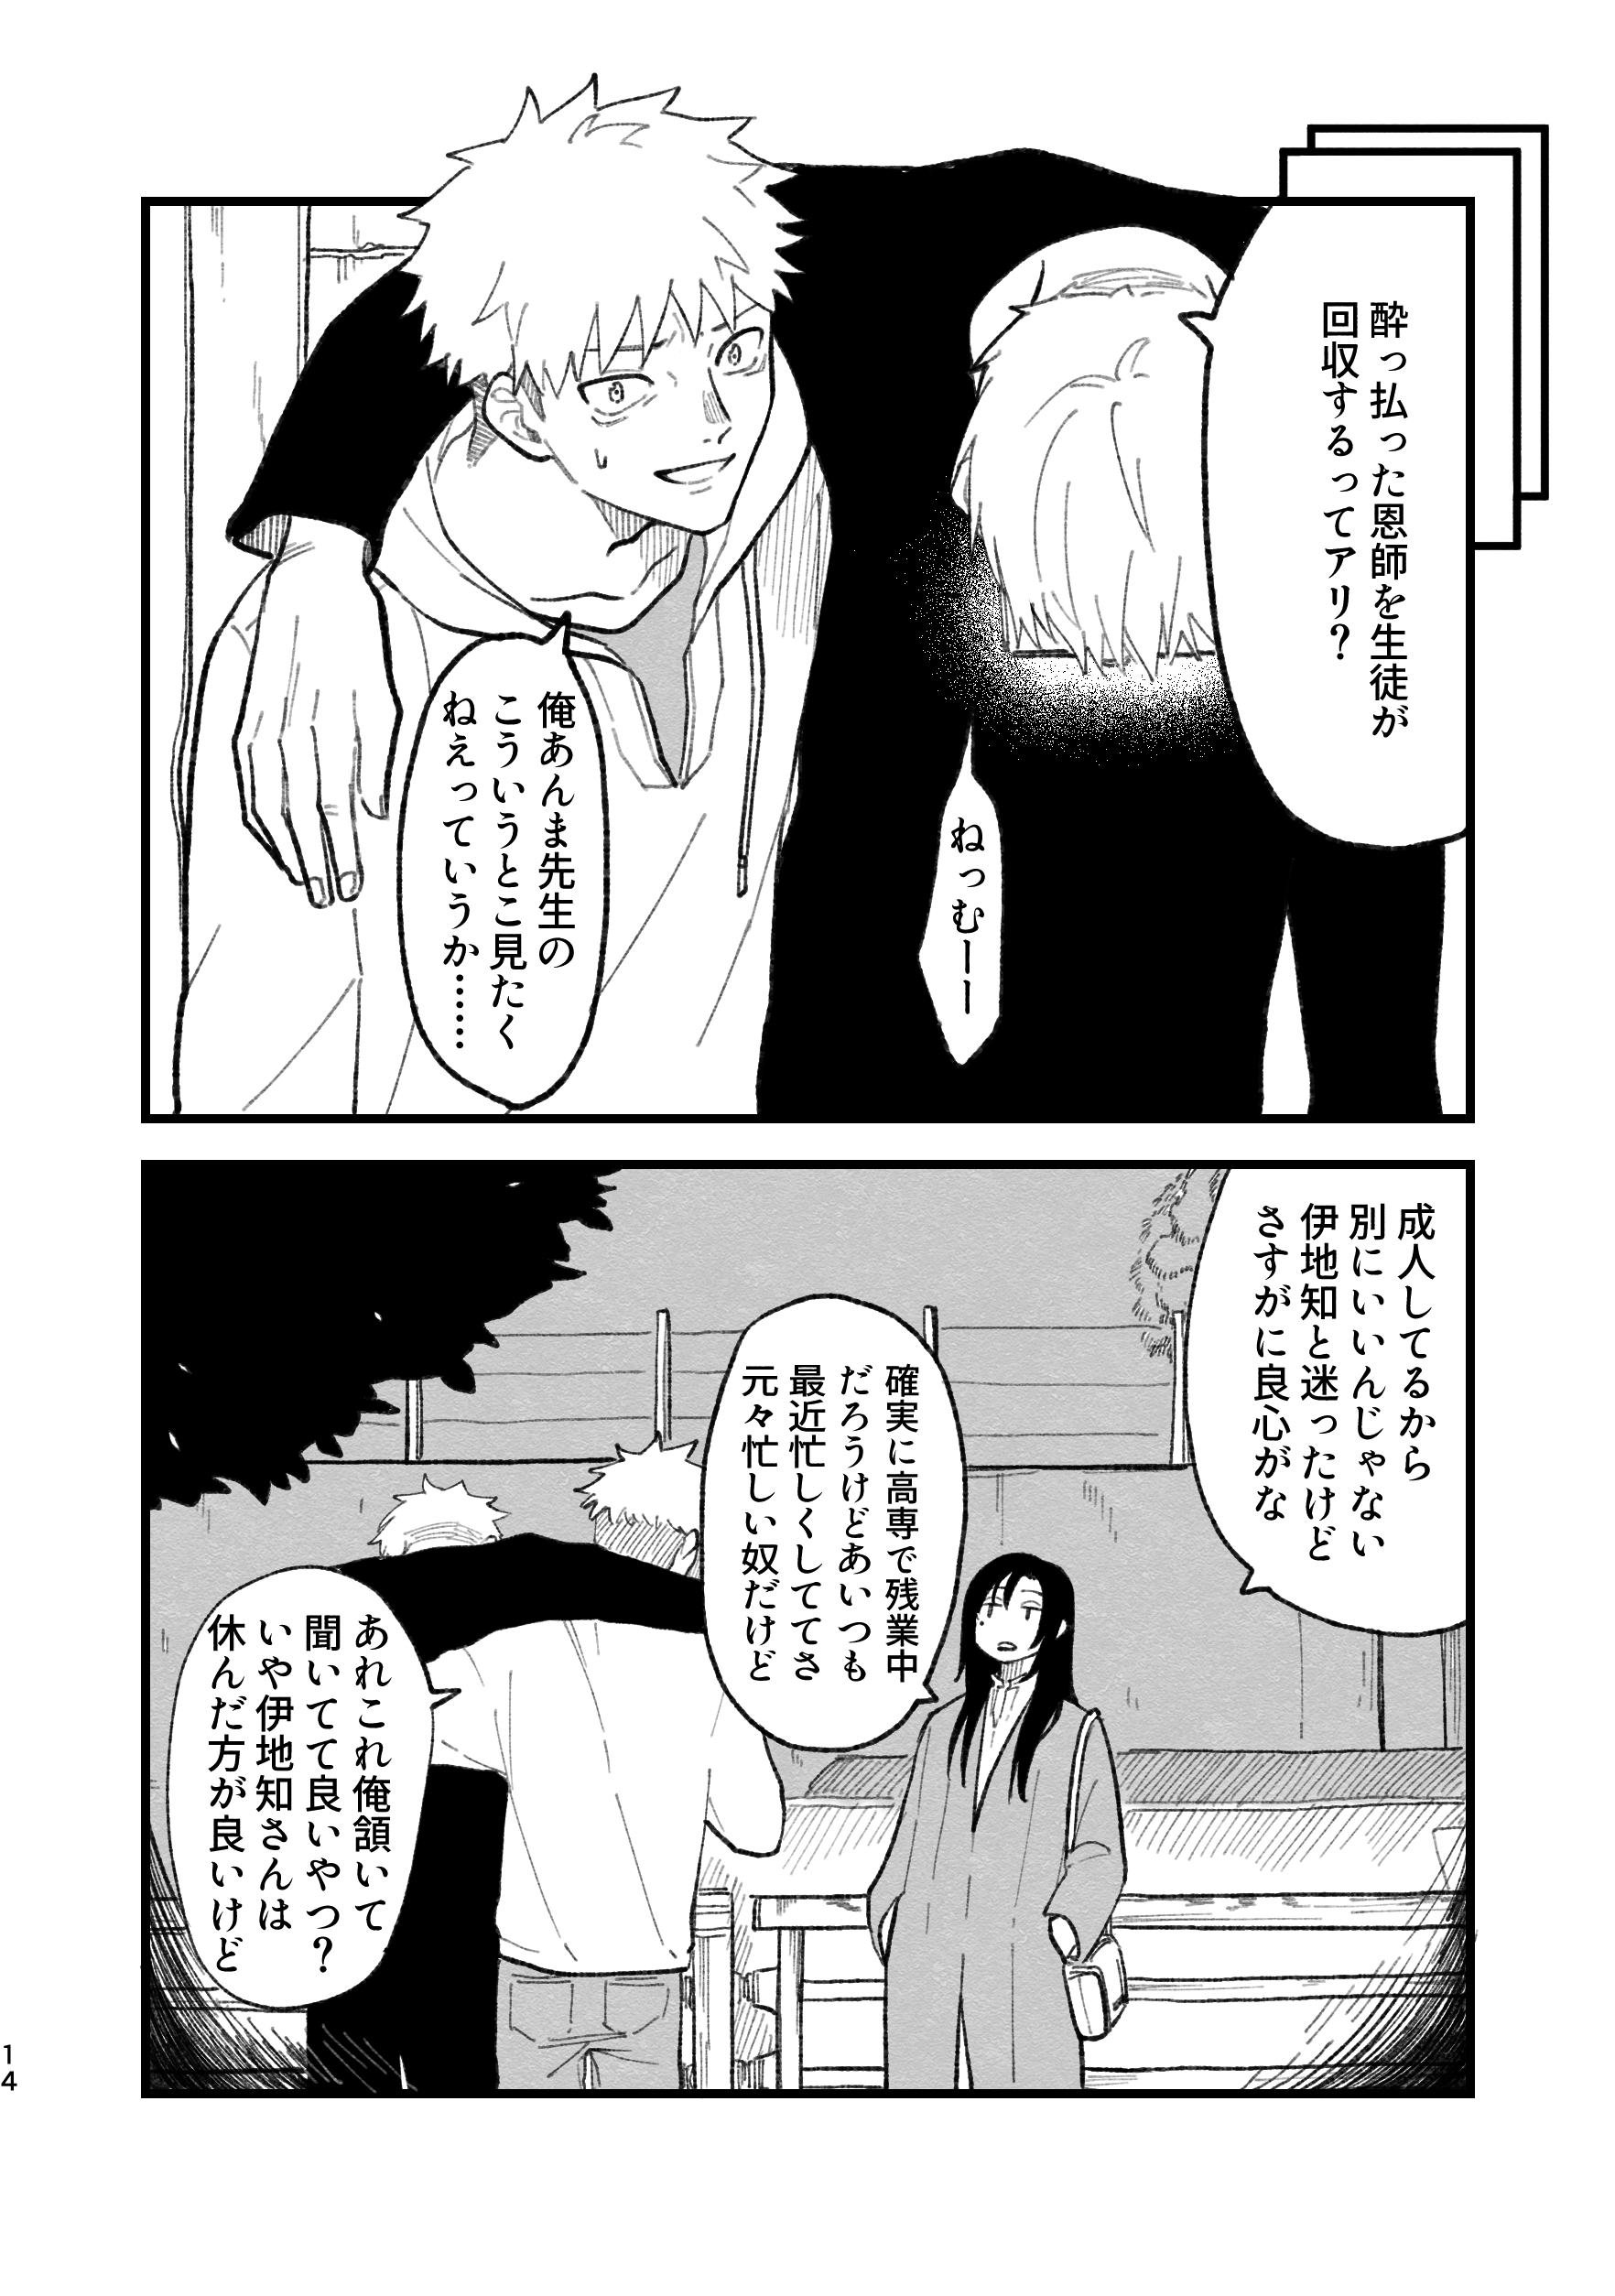 酔っ払った恩師を生徒が
回収するってアリ？
ねっむーー
俺あんま先生の
こういうとこ見たく
ねえっていうか………
成人してるから
別にいいんじゃない
伊地知と迷ったけど
さすがに良心がな
確実に高専で残業中
だろうけどあいつも
最近忙しくしててさ
元々忙しい奴だけど
あれこれ俺頷いて
聞いてて良いやつ？
いや伊地知さんは
休んだ方が良いけど
14